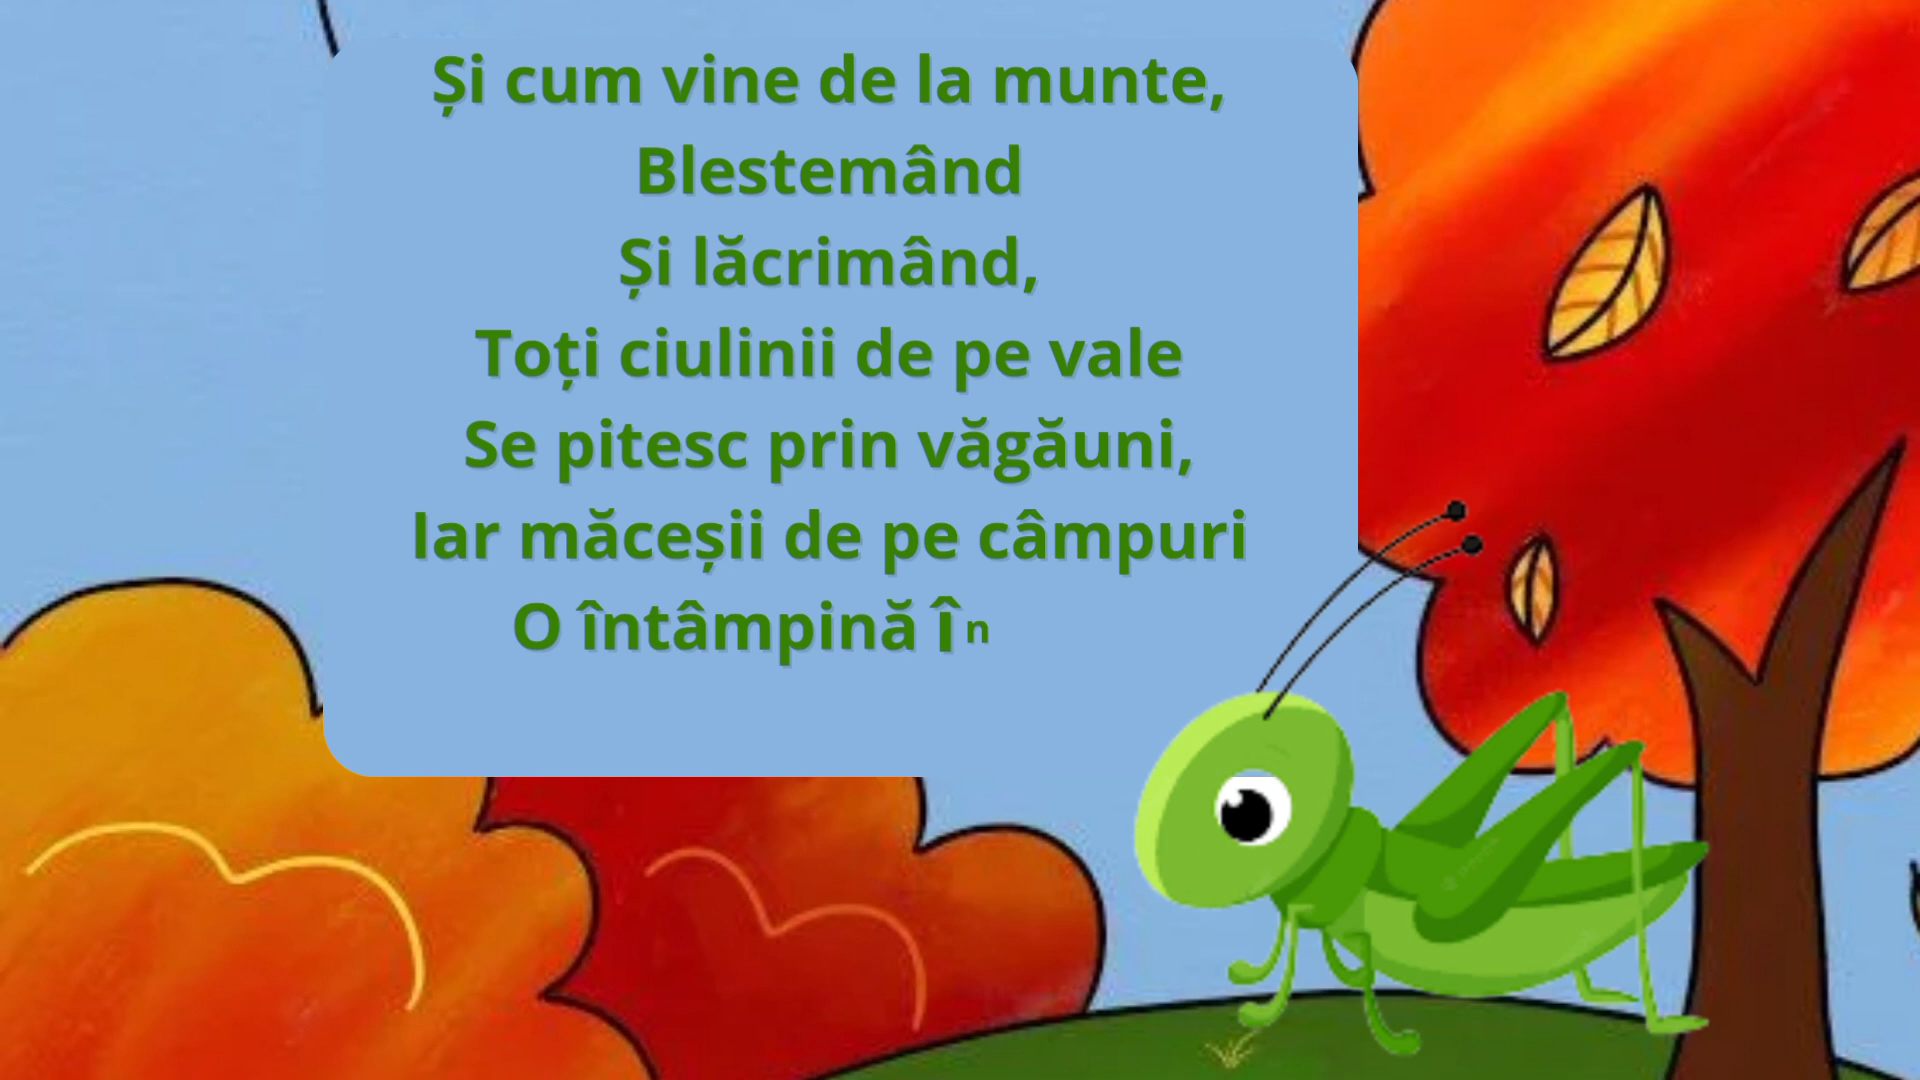 Și cum vine de la munte,
Blestemând
Și lăcrimând,
Toți ciulinii de pe vale
Se pitesc prin văgăuni,
Iar măceșii de pe câmpuri
O întâmpină în